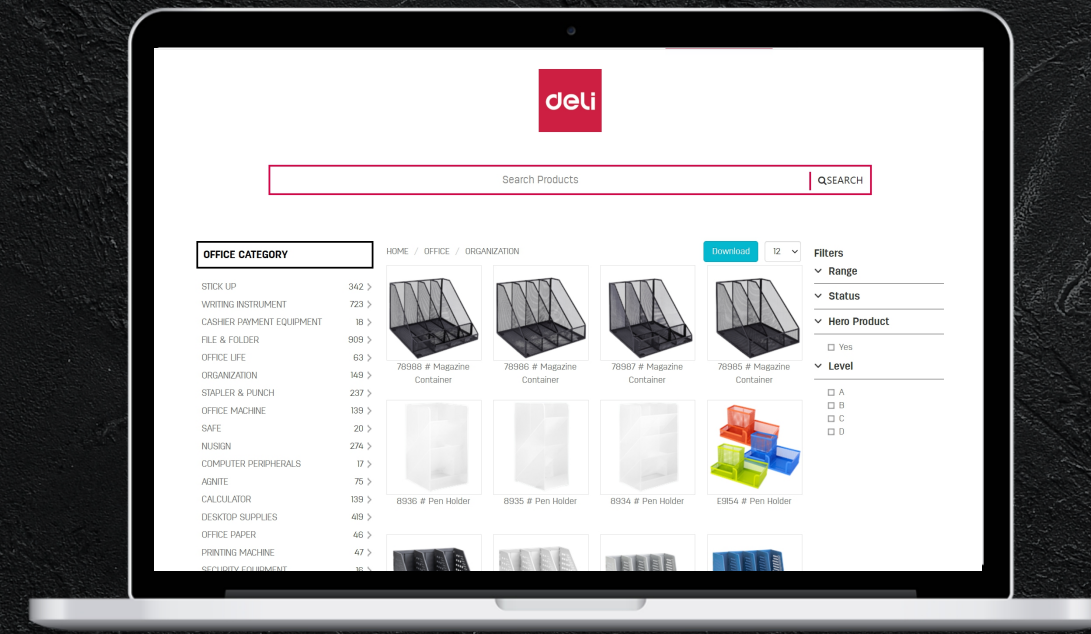 deli
Search Products
SEARCH
OFFICE CATEGORY
STICK UP 342
WRITING INSTRUMENT 723
CASHIER PAYMENT EQUIPMENT 18
FILE & FOLDER 909
OFFICE LIFE 63
ORGANIZATION 149
STAPLER & PUNCH 237
OFFICE MACHINE 139
SAFE 20
NUSIGN 274
COMPUTER PERIPHERALS 17
AGNITE 75
CALCULATOR 139
DESKTOP SUPPLIES 419
OFFICE PAPER 46
PRINTING MACHINE 47
SECURITY EQUIPMENT 16
HOME / OFFICE / ORGANIZATION
Download 12
78988 # Magazine Container
78986 # Magazine Container
78987 # Magazine Container
78985 # Magazine Container
8936 # Pen Holder
8935 # Pen Holder
8934 # Pen Holder
E9154 # Pen Holder
Filters
Range
Status
Hero Product
Yes
Level
A
B
C
D